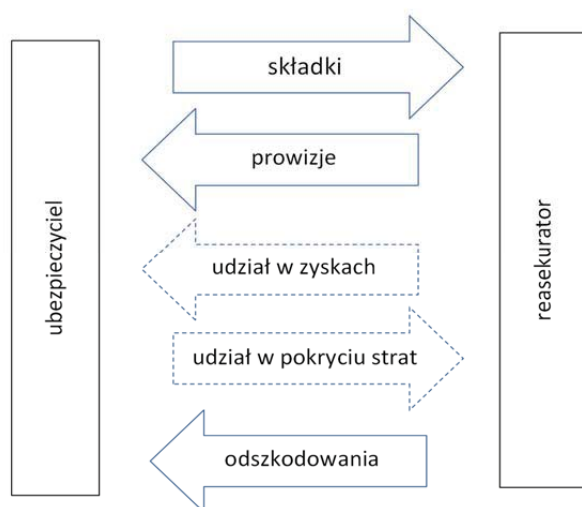 składki
prowizje
udział w zyskach
udział w pokryciu strat
odszkodowania
ubezpieczyciel
reasekurator